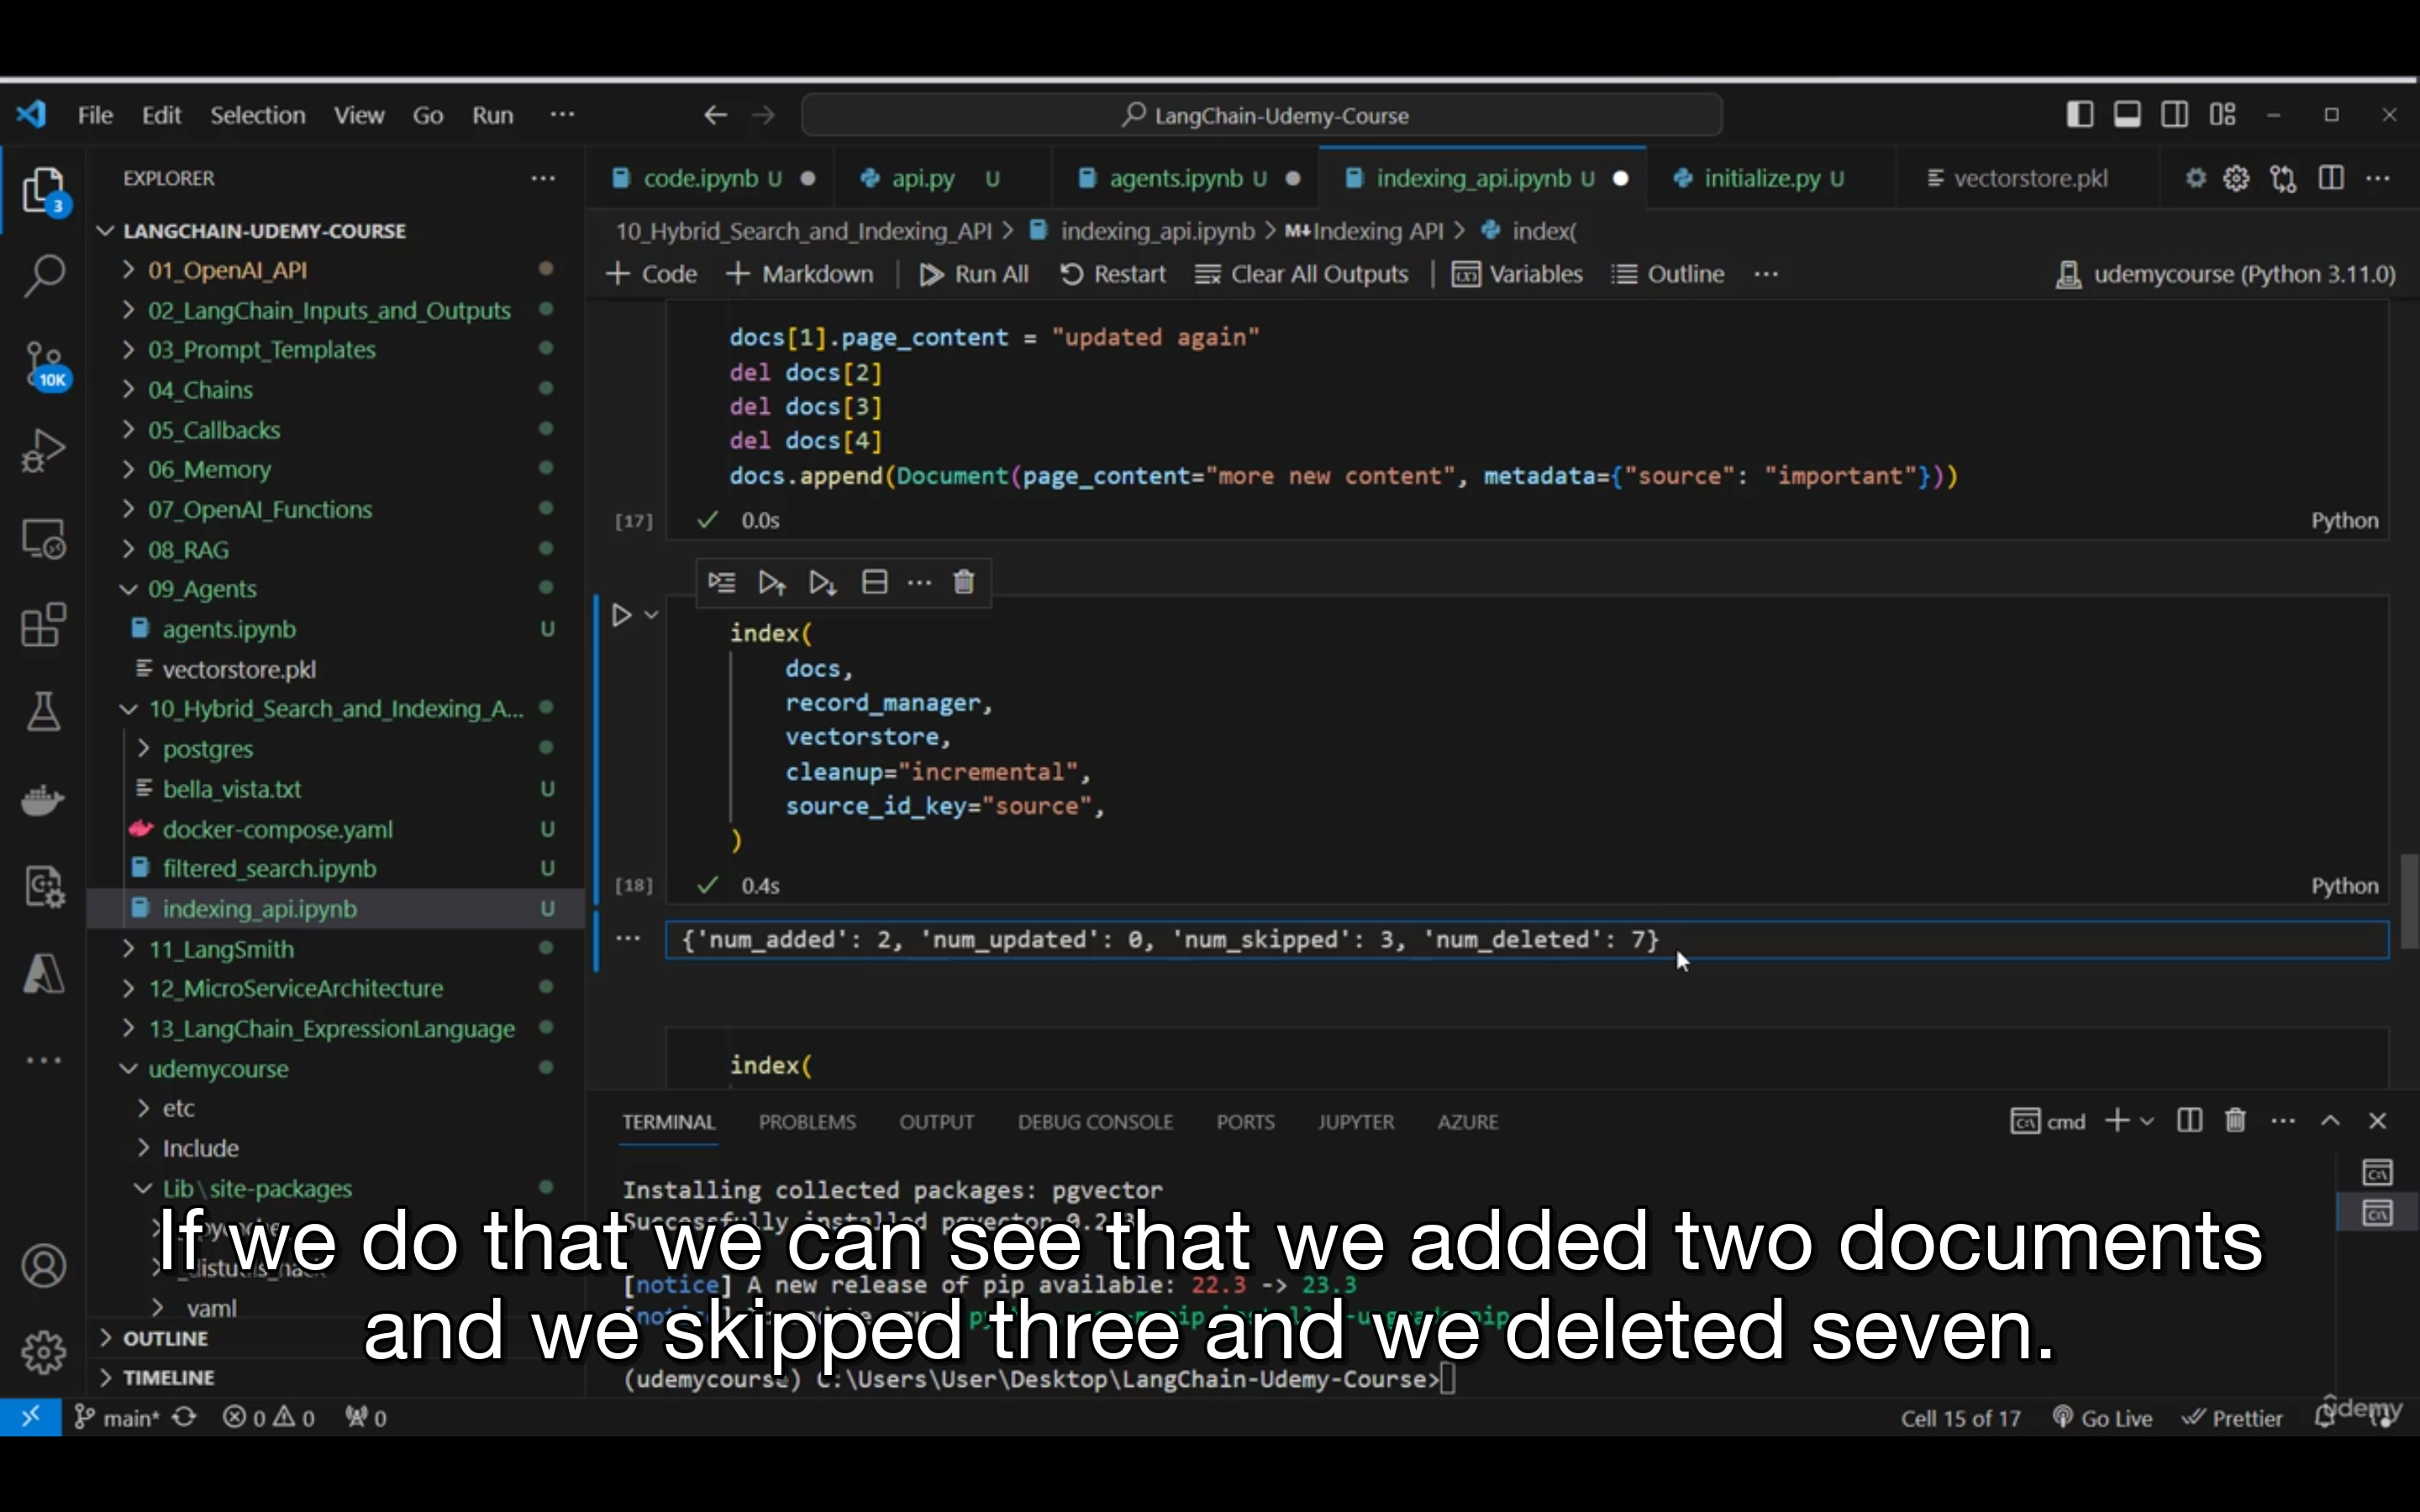 File Edit Selection View Go Run ···
LangChain-Udemy-Course
EXPLORER
3
LANGCHAIN-UDEMY-COURSE
01_OpenAI_API
02_LangChain_Inputs_and_Outputs
03_Prompt_Templates
10K
04_Chains
05_Callbacks
06_Memory
07_OpenAI_Functions
08_RAG
09_Agents
agents.ipynb U
vectorstore.pkl
10_Hybrid_Search_and_Indexing_A...
postgres
bella_vista.txt U
docker-compose.yaml U
filtered_search.ipynb U
indexing_api.ipynb U
11_LangSmith
12_MicroServiceArchitecture
13_LangChain_ExpressionLanguage
udemycourse
etc
Include
Lib\site-packages
yaml
OUTLINE
TIMELINE
code.ipynb U api.py U agents.ipynb U indexing_api.ipynb U initialize.py U vectorstore.pkl
10_Hybrid_Search_and_Indexing_API > indexing_api.ipynb > M↓Indexing API > index(
+ Code + Markdown Run All Restart Clear All Outputs Variables Outline ··· udemycourse (Python 3.11.0)
docs[1].page_content = "updated again"
del docs[2]
del docs[3]
del docs[4]
docs.append(Document(page_content="more new content", metadata={"source": "important"}))
[17] ✓ 0.0s Python
index(
docs,
record_manager,
vectorstore,
cleanup="incremental",
source_id_key="source",
)
[18] ✓ 0.4s Python
{'num_added': 2, 'num_updated': 0, 'num_skipped': 3, 'num_deleted': 7}
index(
TERMINAL PROBLEMS OUTPUT DEBUG CONSOLE PORTS JUPYTER AZURE cmd
Installing collected packages: pgvector
Successfully installed
If we do that we can see that we added two documents
[notice] A new release of pip available: 22.3 -> 23.3
and we skipped three and we deleted seven.
(udemycourse) C:\Users\User\Desktop\LangChain-Udemy-Course>
main* 0 0 0 Cell 15 of 17 Go Live Prettier
udemy